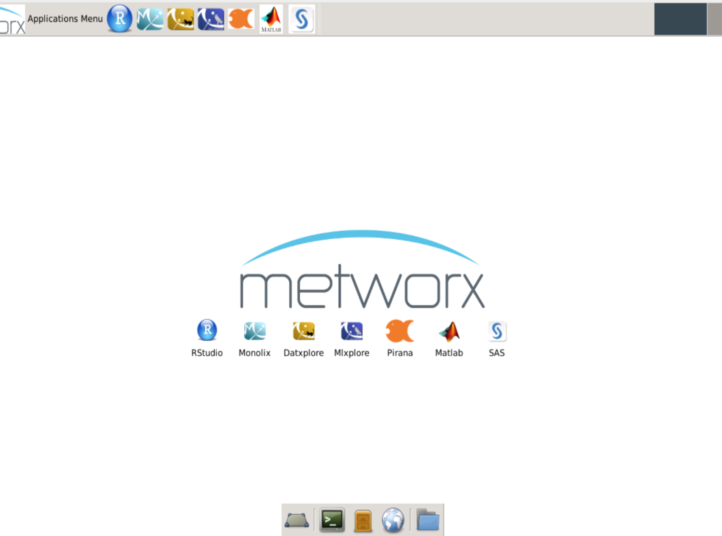 orx Applications Menu R MATLAB S
metworx
R S
RStudio Monolix Datxplore Mlxplore Pirana Matlab SAS
>_